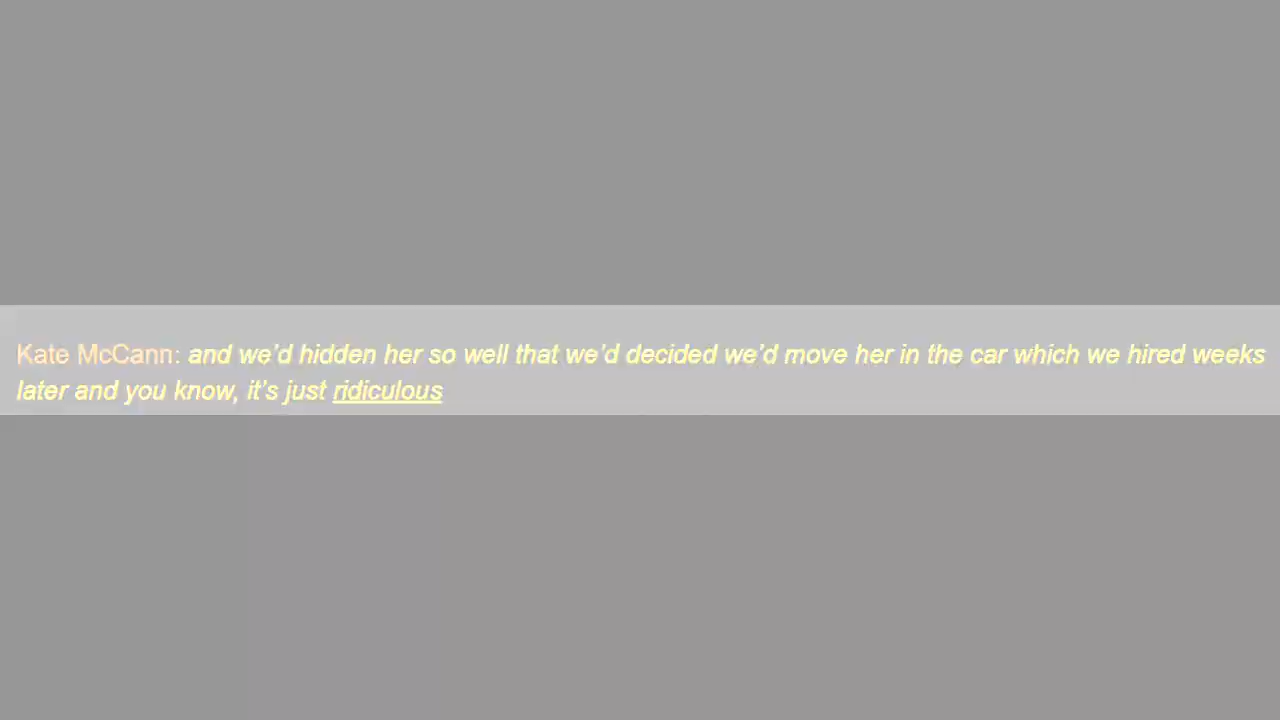 Kate McCann: and we’d hidden her so well that we’d decided we’d move her in the car which we hired weeks
later and you know, it’s just ridiculous